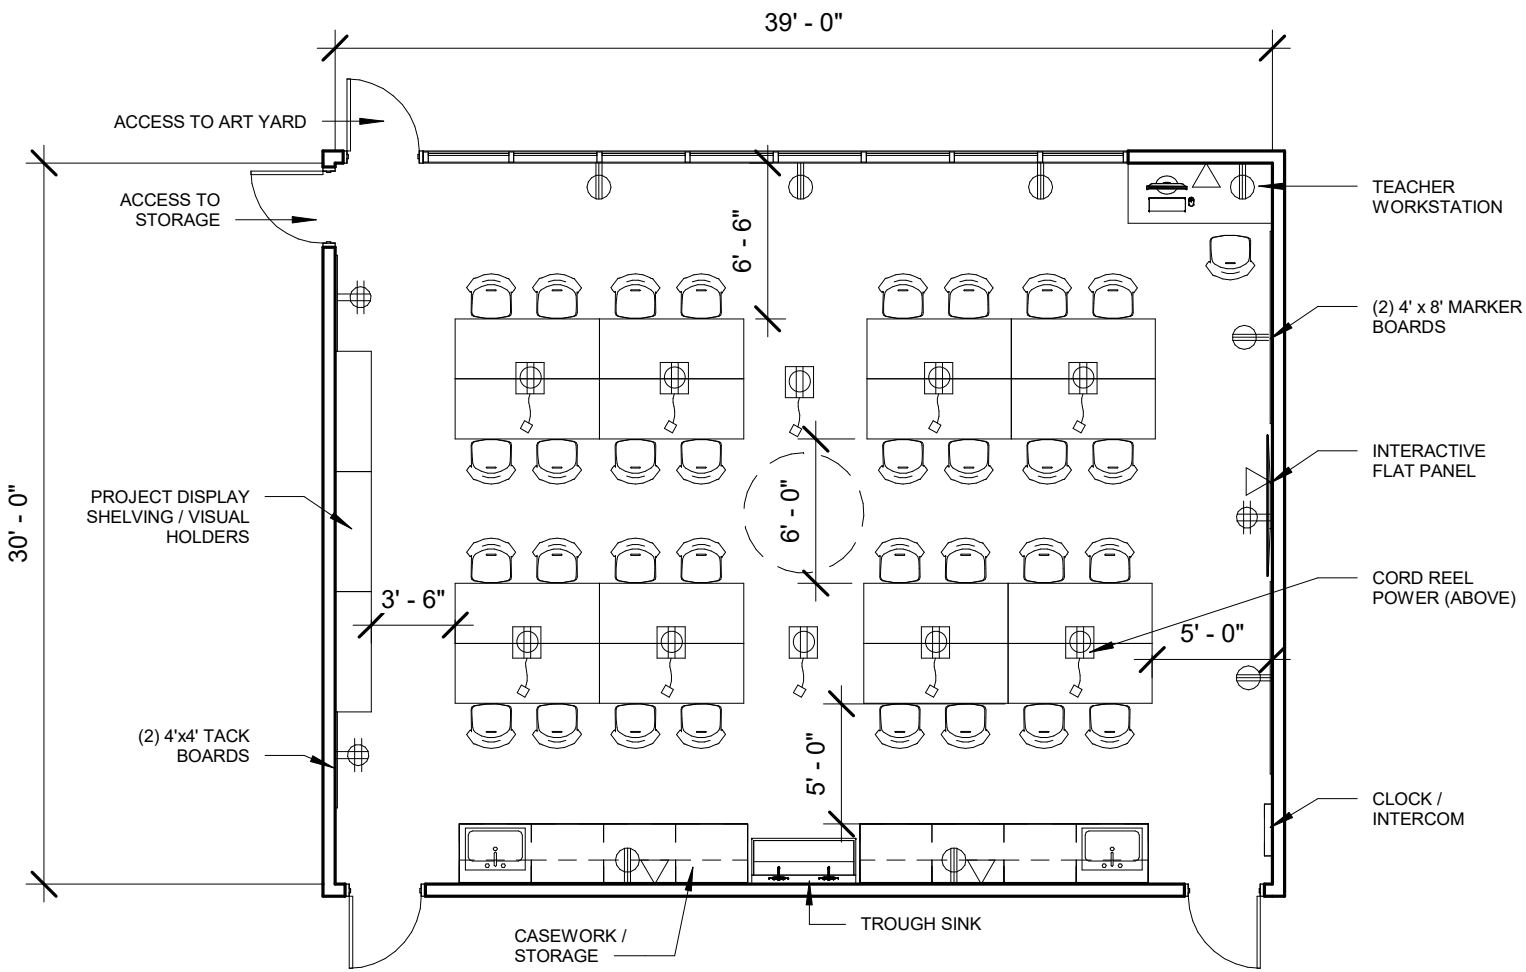 39' - 0"
ACCESS TO ART YARD
ACCESS TO
STORAGE
TEACHER
WORKSTATION
6' - 6"
(2) 4' x 8' MARKER
BOARDS
INTERACTIVE
FLAT PANEL
PROJECT DISPLAY
SHELVING / VISUAL
HOLDERS
6' - 0"
30' - 0"
CORD REEL
POWER (ABOVE)
3' - 6"
5' - 0"
(2) 4'x4' TACK
BOARDS
5' - 0"
CLOCK /
INTERCOM
TROUGH SINK
CASEWORK /
STORAGE